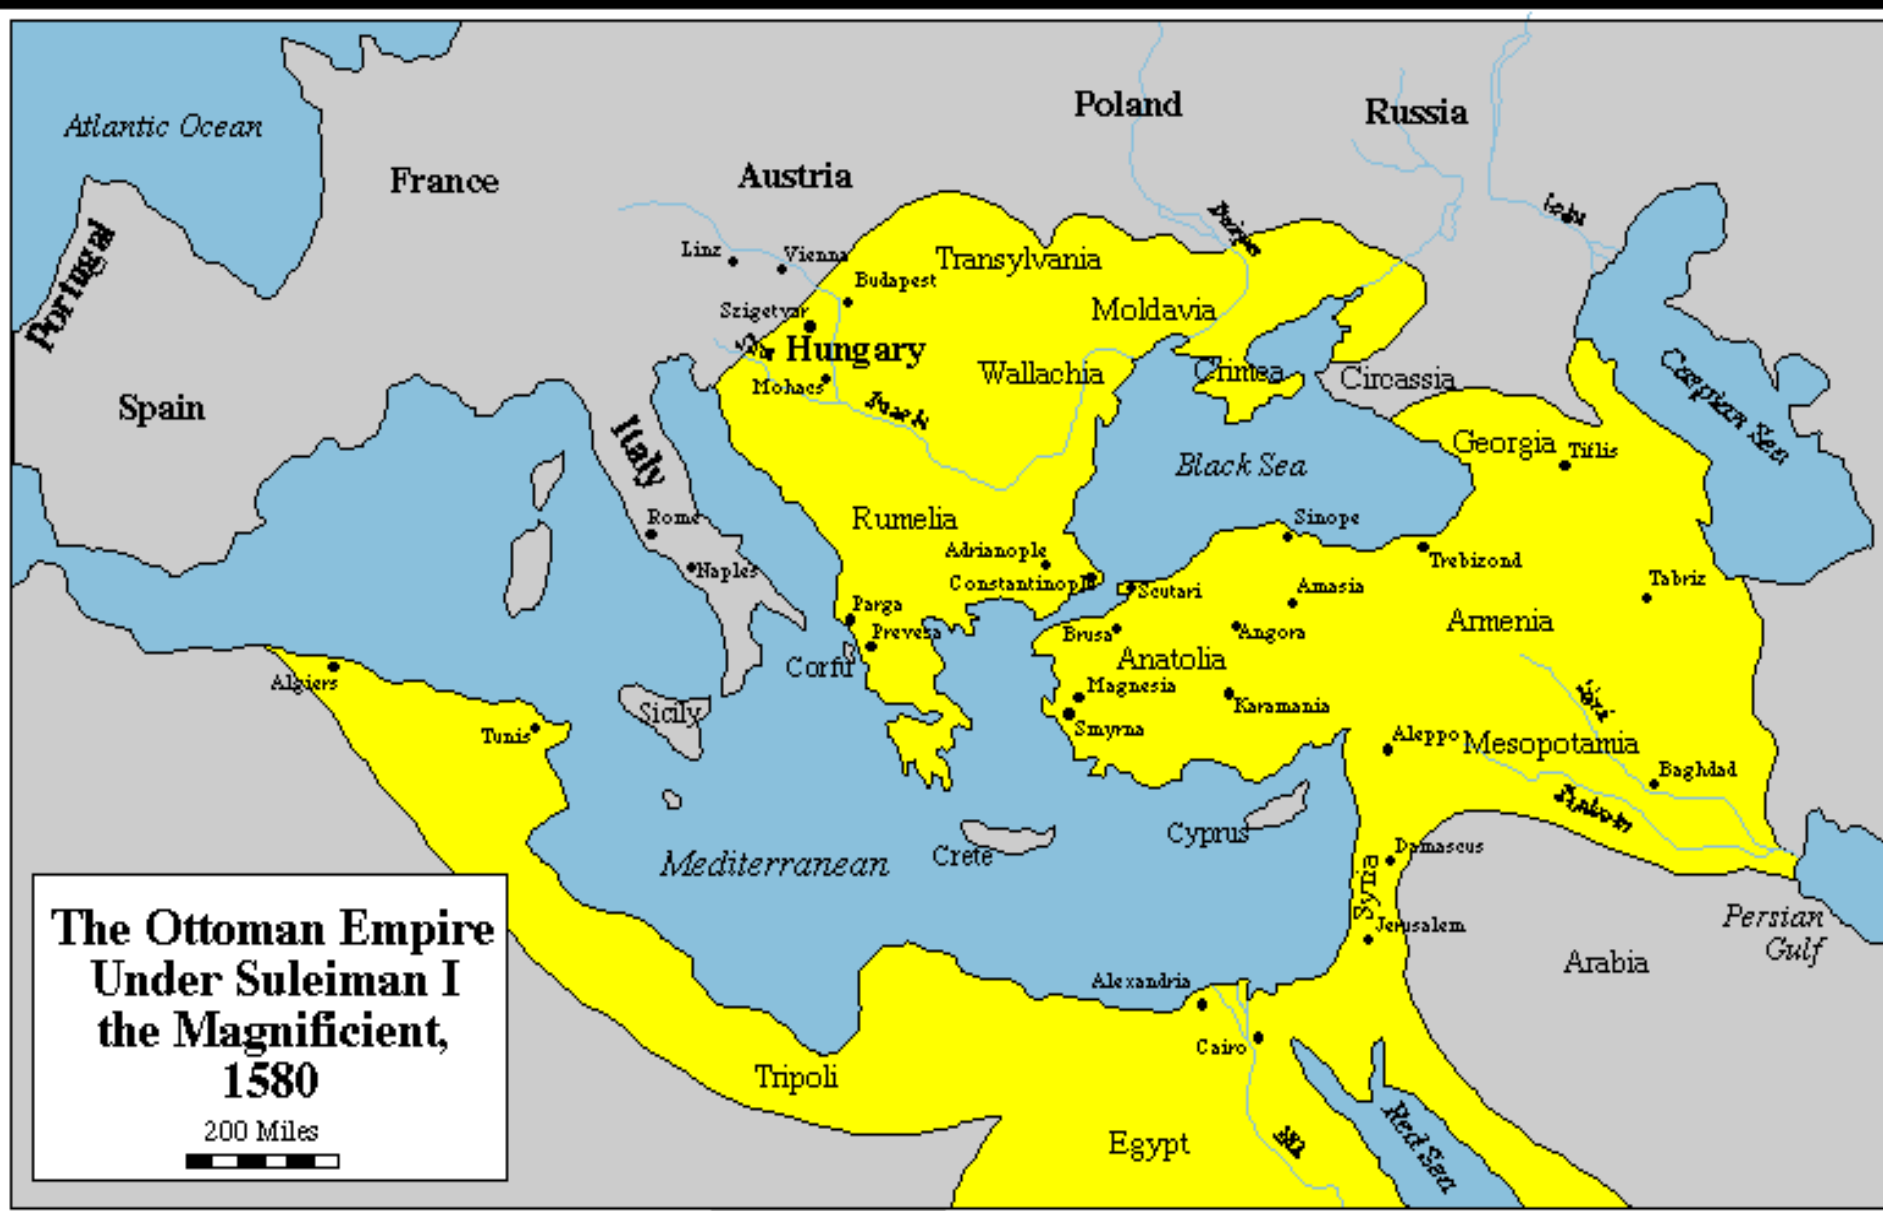 Atlantic Ocean
Poland
Russia
France
Austria
Portugal
Linz
Vienna
Transylvania
Budapest
Szigetvar
Moldavia
Hungary
Wallachia
Crimea
Circassia
Mohacs
Spain
Italy
Caspian Sea
Georgia
Tiflis
Black Sea
Rome
Rumelia
Sinope
Adrianople
Trebizond
Naples
Constantinople
Scutari
Amasia
Tabriz
Parga
Prevesa
Brusa
Angora
Armenia
Corfu
Anatolia
Algiers
Magnesia
Karamania
Sicily
Smyrna
Tunis
Aleppo
Mesopotamia
Baghdad
Cyprus
Crete
Mediterranean
Damascus
Syria
Jerusalem
Persian
Gulf
Arabia
Alexandria
Cairo
Tripoli
Egypt
Red Sea
The Ottoman Empire
Under Suleiman I
the Magnificient,
1580
200 Miles